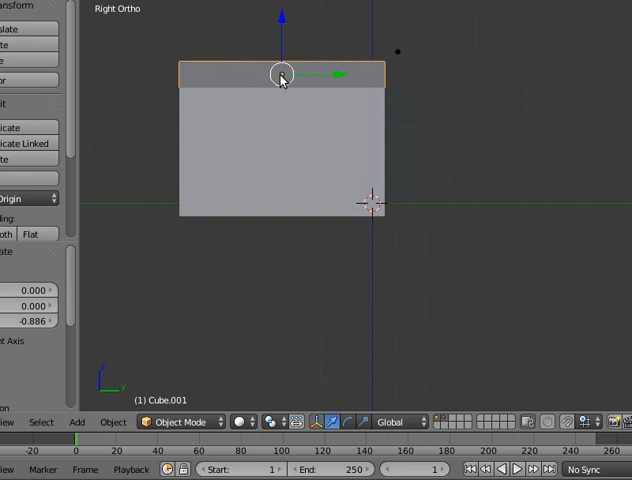 Right Ortho
ansform
slate
te
e
or
it
icate
icate Linked
te
Origin
ding:
oth Flat
ate
0.000
0.000
-0.886
nt Axis
on
z
y
(1) Cube.001
iew Select Add Object Object Mode Global
-20 0 20 40 60 80 100 120 140 160 180 200 220 240 260
iew Marker Frame Playback Start: 1 End: 250 1 No Sync